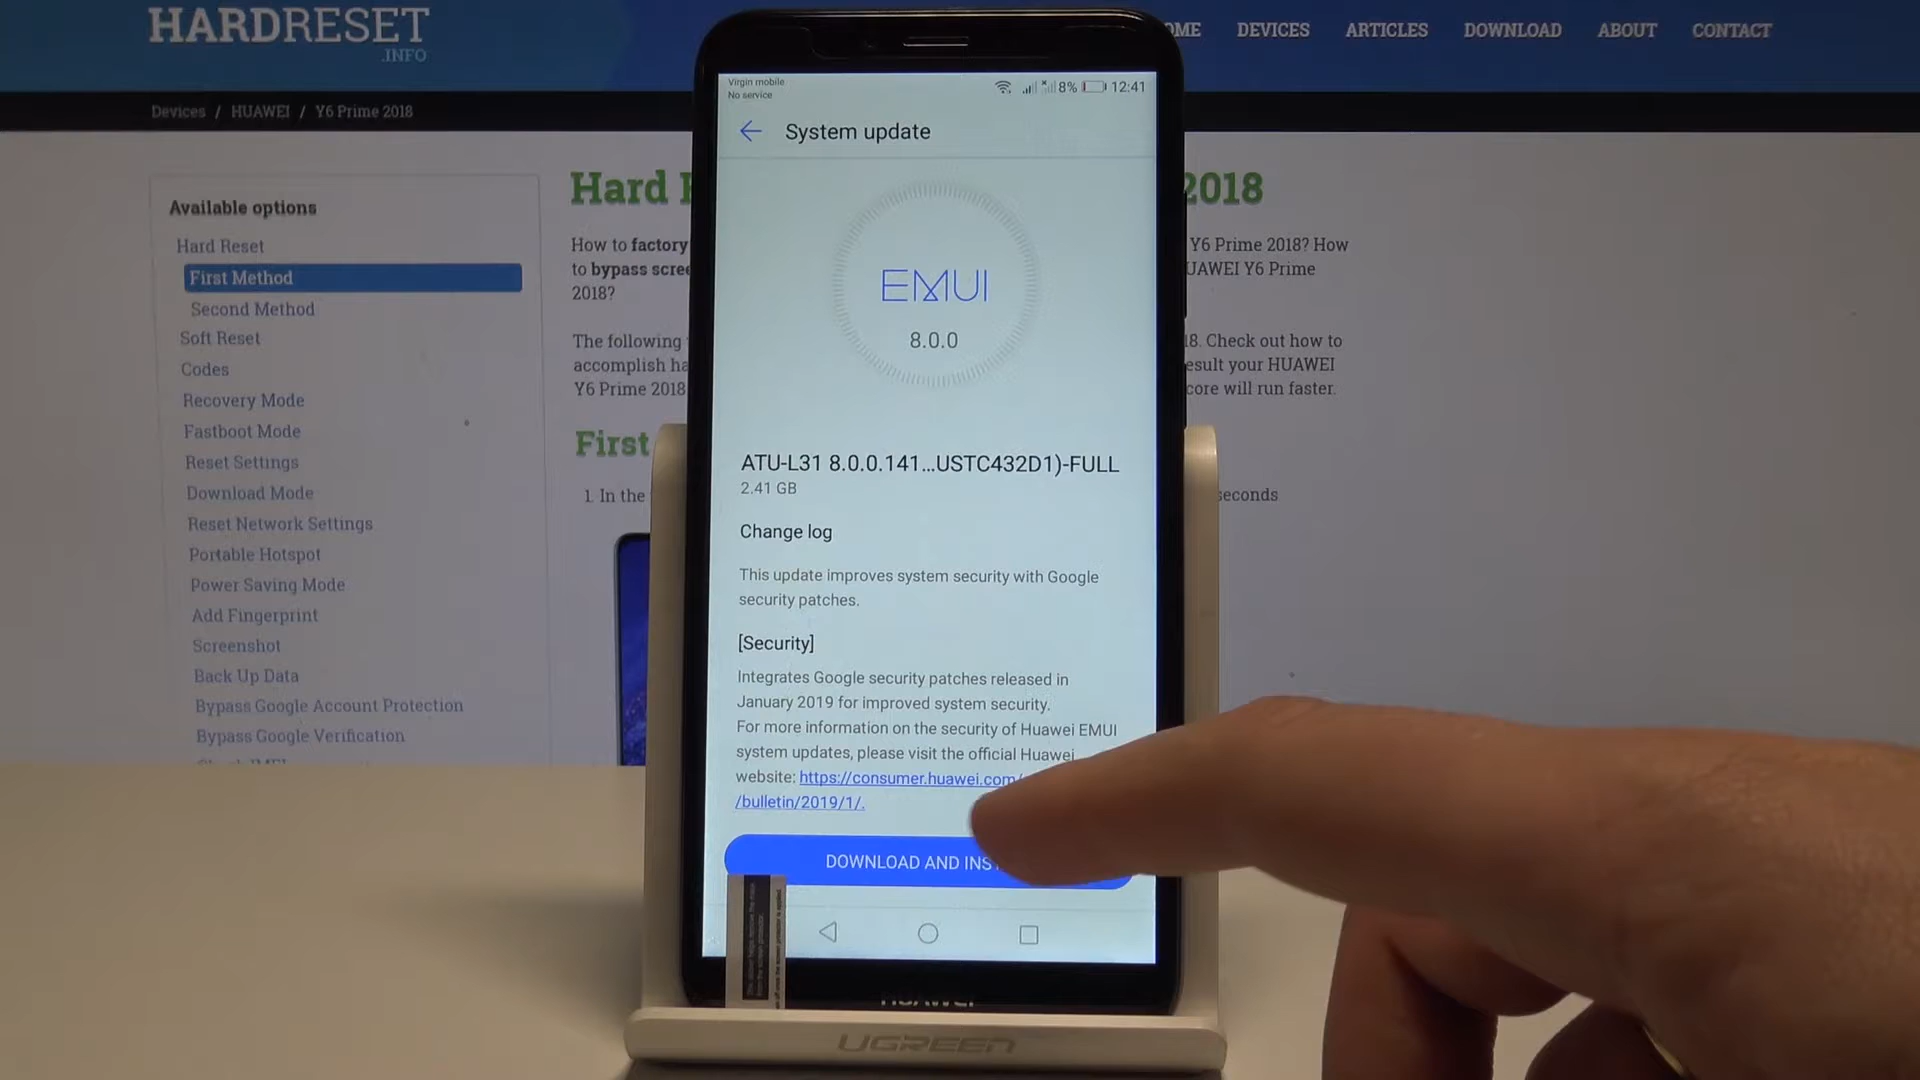 HARDRESET
.INFO
DEVICES
ARTICLES
DOWNLOAD
ABOUT
CONTACT
Devices / HUAWEI / Y6 Prime 2018
Available options
Hard Reset
First Method
Second Method
Soft Reset
Codes
Recovery Mode
Fastboot Mode
Reset Settings
Download Mode
Reset Network Settings
Portable Hotspot
Power Saving Mode
Add Fingerprint
Screenshot
Back Up Data
Bypass Google Account Protection
Bypass Google Verification
Hard
2018
How to factory
Y6 Prime 2018? How
to bypass
UAWEI Y6 Prime
2018?
The following
18. Check out how to
accomplish
esult your HUAWEI
Y6 Prime 2018
core will run faster.
First
1. In the
seconds
Virgin mobile
No service
8% 12:41
System update
EMUI
8.0.0
ATU-L31 8.0.0.141...USTC432D1)-FULL
2.41 GB
Change log
This update improves system security with Google
security patches.
[Security]
Integrates Google security patches released in
January 2019 for improved system security.
For more information on the security of Huawei EMUI
system updates, please visit the official Huawei
website: https://consumer.huawei.com/
/bulletin/2019/1/.
DOWNLOAD AND INS
HUAWEI
UGREEN